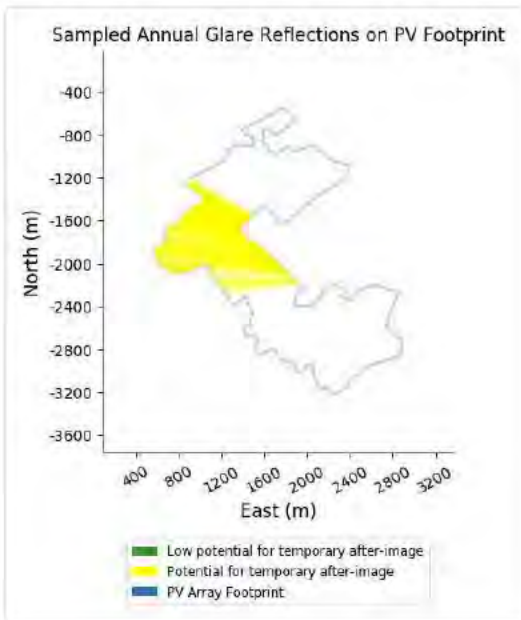 Sampled Annual Glare Reflections on PV Footprint
-400
-800
-1200
-1600
-2000
-2400
-2800
-3200
-3600
North (m)
400
800
1200
1600
2000
2400
2800
3200
East (m)
Low potential for temporary after-image
Potential for temporary after-image
PV Array Footprint